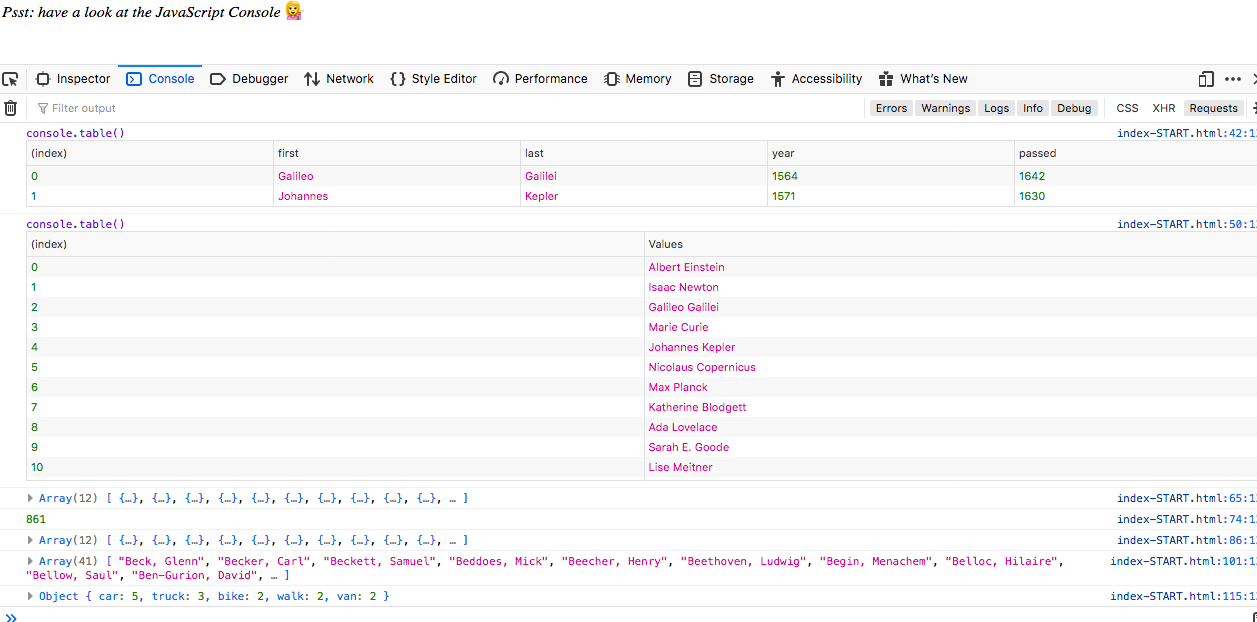 Psst: have a look at the JavaScript Console 💁
Inspector Console Debugger Network {} Style Editor Performance Memory Storage Accessibility What's New
Filter output Errors Warnings Logs Info Debug CSS XHR Requests
console.table() index-START.html:42:1
(index) first last year passed
0 Galileo Galilei 1564 1642
1 Johannes Kepler 1571 1630
console.table() index-START.html:50:1
(index) Values
0 Albert Einstein
1 Isaac Newton
2 Galileo Galilei
3 Marie Curie
4 Johannes Kepler
5 Nicolaus Copernicus
6 Max Planck
7 Katherine Blodgett
8 Ada Lovelace
9 Sarah E. Goode
10 Lise Meitner
Array(12) [ {…}, {…}, {…}, {…}, {…}, {…}, {…}, {…}, {…}, {…}, … ] index-START.html:65:1
861 index-START.html:74:1
Array(12) [ {…}, {…}, {…}, {…}, {…}, {…}, {…}, {…}, {…}, {…}, … ] index-START.html:86:1
Array(41) [ "Beck, Glenn", "Becker, Carl", "Beckett, Samuel", "Beddoes, Mick", "Beecher, Henry", "Beethoven, Ludwig", "Begin, Menachem", "Belloc, Hilaire", index-START.html:101:1
"Bellow, Saul", "Ben-Gurion, David", … ]
Object { car: 5, truck: 3, bike: 2, walk: 2, van: 2 } index-START.html:115:1